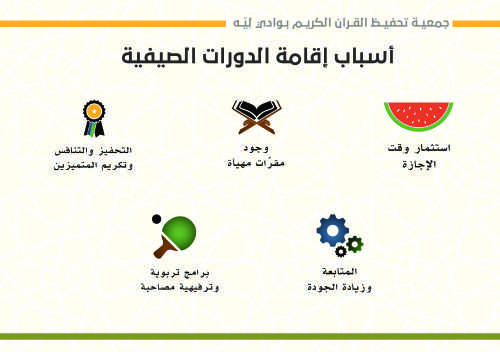 جمعية تحفيظ القرآن الكريم بوادي ليّه
أسباب إقامة الدورات الصيفية
استثمار وقت
الإجازة
وجود
مقرّات مهيأة
التحفيز والتنافس
وتكريم المتميزين
المتابعة
وزيادة الجودة
برامج تربوية
وترفيهية مصاحبة